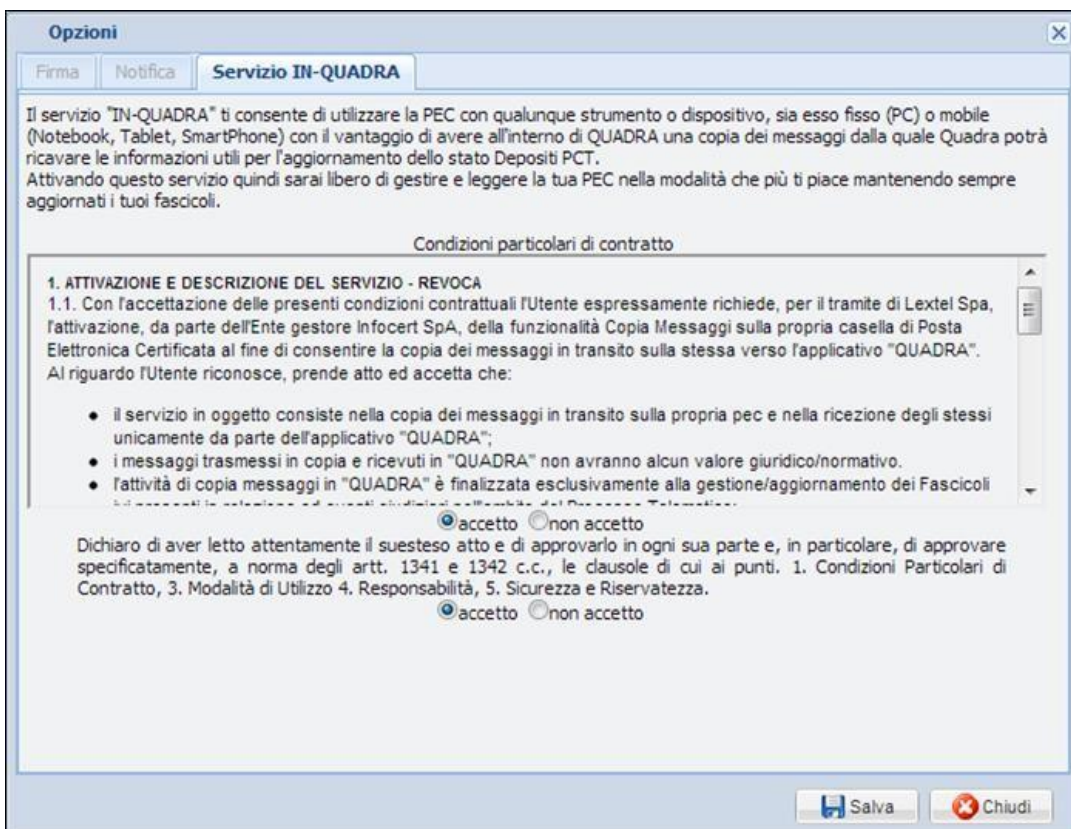 Opzioni
Firma Notifica Servizio IN-QUADRA
Il servizio "IN-QUADRA" ti consente di utilizzare la PEC con qualunque strumento o dispositivo, sia esso fisso (PC) o mobile
(Notebook, Tablet, SmartPhone) con il vantaggio di avere all'interno di QUADRA una copia dei messaggi dalla quale Quadra potrà
ricavare le informazioni utili per l'aggiornamento dello stato Depositi PCT.
Attivando questo servizio quindi sarai libero di gestire e leggere la tua PEC nella modalità che più ti piace mantenendo sempre
aggiornati i tuoi fascicoli.
Condizioni particolari di contratto
1. ATTIVAZIONE E DESCRIZIONE DEL SERVIZIO - REVOCA
1.1. Con l'accettazione delle presenti condizioni contrattuali l'Utente espressamente richiede, per il tramite di Lextel Spa,
l'attivazione, da parte dell'Ente gestore Infocert SpA, della funzionalità Copia Messaggi sulla propria casella di Posta
Elettronica Certificata al fine di consentire la copia dei messaggi in transito sulla stessa verso l'applicativo "QUADRA".
Al riguardo l'Utente riconosce, prende atto ed accetta che:
● il servizio in oggetto consiste nella copia dei messaggi in transito sulla propria pec e nella ricezione degli stessi
unicamente da parte dell'applicativo "QUADRA";
● i messaggi trasmessi in copia e ricevuti in "QUADRA" non avranno alcun valore giuridico/normativo.
● l'attività di copia messaggi in "QUADRA" è finalizzata esclusivamente alla gestione/aggiornamento dei Fascicoli
ivi presenti in relazione ad eventi giudiziari nell'ambito del Processo Telematico;
accetto non accetto
Dichiaro di aver letto attentamente il suesteso atto e di approvarlo in ogni sua parte e, in particolare, di approvare
specificatamente, a norma degli artt. 1341 e 1342 c.c., le clausole di cui ai punti. 1. Condizioni Particolari di
Contratto, 3. Modalità di Utilizzo 4. Responsabilità, 5. Sicurezza e Riservatezza.
accetto non accetto
Salva Chiudi